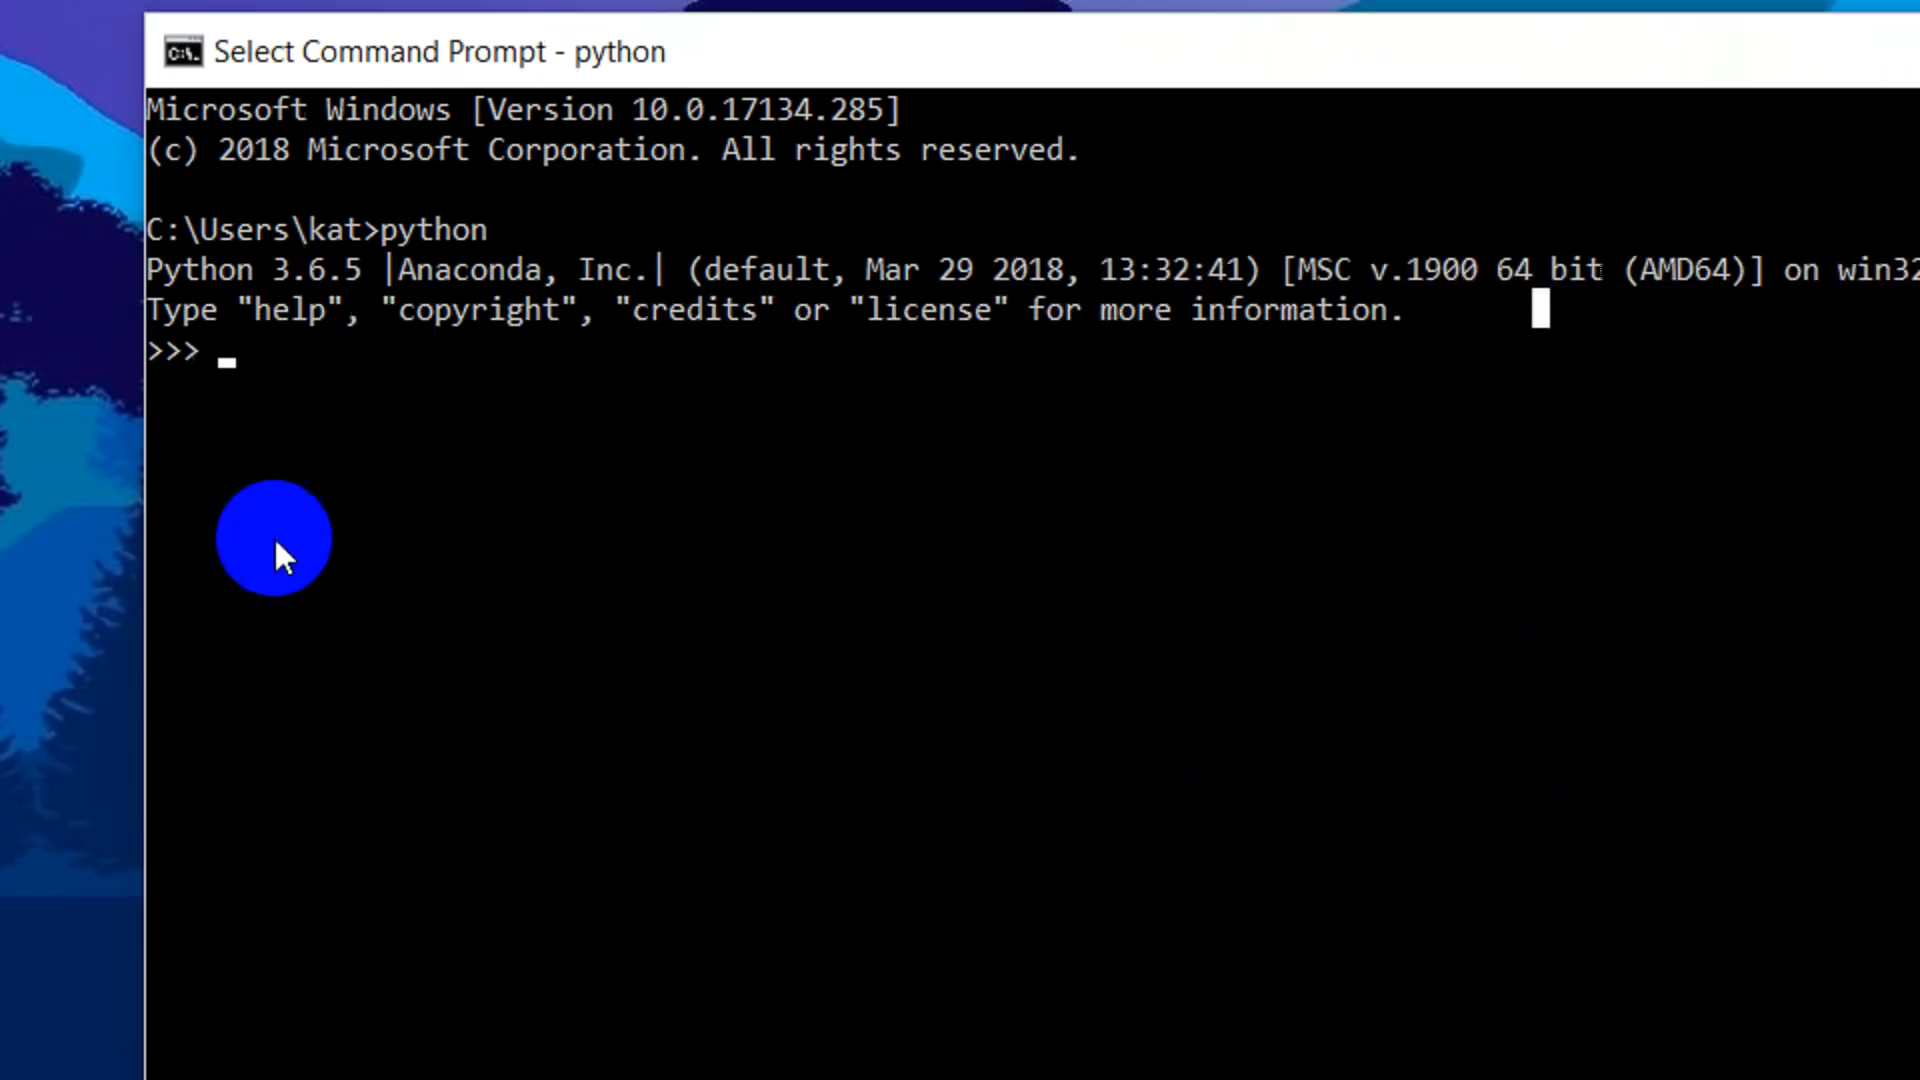 Select Command Prompt - python
Microsoft Windows [Version 10.0.17134.285]
(c) 2018 Microsoft Corporation. All rights reserved.
C:\Users\kat>python
Python 3.6.5 |Anaconda, Inc.| (default, Mar 29 2018, 13:32:41) [MSC v.1900 64 bit (AMD64)] on win32
Type "help", "copyright", "credits" or "license" for more information.
>>> _